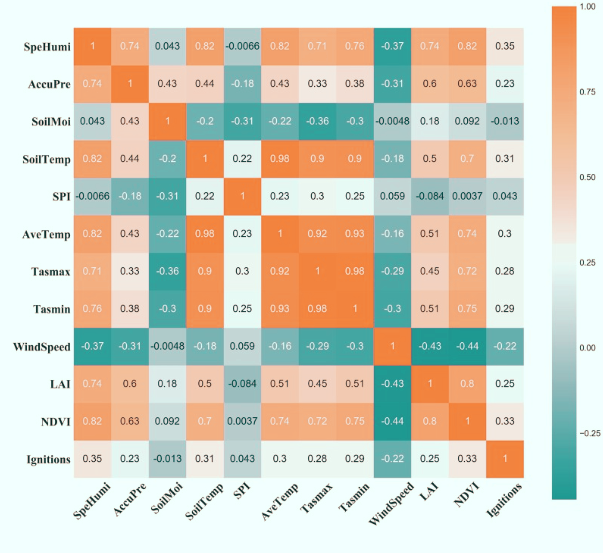 SpeHumi 1 0.74 0.043 0.82 -0.0066 0.82 0.71 0.76 -0.37 0.74 0.82 0.35
AccuPre 0.74 1 0.43 0.44 -0.18 0.43 0.33 0.38 -0.31 0.6 0.63 0.23
SoilMoi 0.043 0.43 1 -0.2 -0.31 -0.22 -0.36 -0.3 -0.0048 0.18 0.092 -0.013
SoilTemp 0.82 0.44 -0.2 1 0.22 0.98 0.9 0.9 -0.18 0.5 0.7 0.31
SPI -0.0066 -0.18 -0.31 0.22 1 0.23 0.3 0.25 0.059 -0.084 0.0037 0.043
AveTemp 0.82 0.43 -0.22 0.98 0.23 1 0.92 0.93 -0.16 0.51 0.74 0.3
Tasmax 0.71 0.33 -0.36 0.9 0.3 0.92 1 0.98 -0.29 0.45 0.72 0.28
Tasmin 0.76 0.38 -0.3 0.9 0.25 0.93 0.98 1 -0.3 0.51 0.75 0.29
WindSpeed -0.37 -0.31 -0.0048 -0.18 0.059 -0.16 -0.29 -0.3 1 -0.43 -0.44 -0.22
LAI 0.74 0.6 0.18 0.5 -0.084 0.51 0.45 0.51 -0.43 1 0.8 0.25
NDVI 0.82 0.63 0.092 0.7 0.0037 0.74 0.72 0.75 -0.44 0.8 1 0.33
Ignitions 0.35 0.23 -0.013 0.31 0.043 0.3 0.28 0.29 -0.22 0.25 0.33 1
SpeHumi AccuPre SoilMoi SoilTemp SPI AveTemp Tasmax Tasmin WindSpeed LAI NDVI Ignitions
1.00
0.75
0.50
0.25
0.00
-0.25